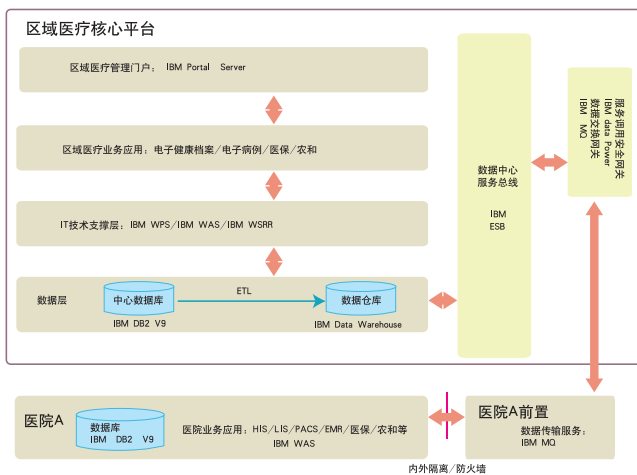 区域医疗核心平台
区域医疗管理门户： IBM Portal Server
区域医疗业务应用：电子健康档案/电子病例/医保/农和
IT技术支撑层：IBM WPS/IBM WAS/IBM WSRR
数据层
中心数据库
IBM DB2 V9
ETL
数据仓库
IBM Data Warehouse
数据中心
服务总线
IBM
ESB
服务调用安全网关
IBM data Power
数据交换网关
IBM MQ
医院A
数据库
IBM DB2 V9
医院业务应用：HIS/LIS/PACS/EMR/医保/农和等
IBM WAS
医院A前置
数据传输服务：
IBM MQ
内外隔离/防火墙